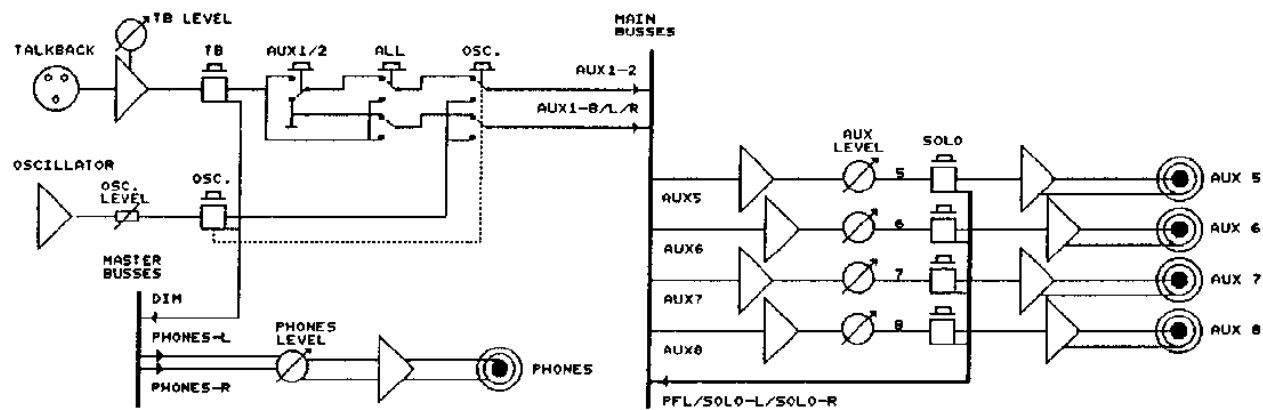 TB LEVEL
MAIN
BUSSES
TALKBACK
TB
AUX1/2
ALL
OSC.
AUX1-2
AUX1-8/L/R
OSCILLATOR
OSC.
LEVEL
OSC.
AUX
LEVEL
SOLO
AUX5
5
AUX 5
AUX6
6
AUX 6
AUX7
7
AUX 7
AUX8
8
AUX 8
MASTER
BUSSES
DIM
PHONES-L
PHONES-R
PHONES
LEVEL
PHONES
PFL/SOLO-L/SOLO-R